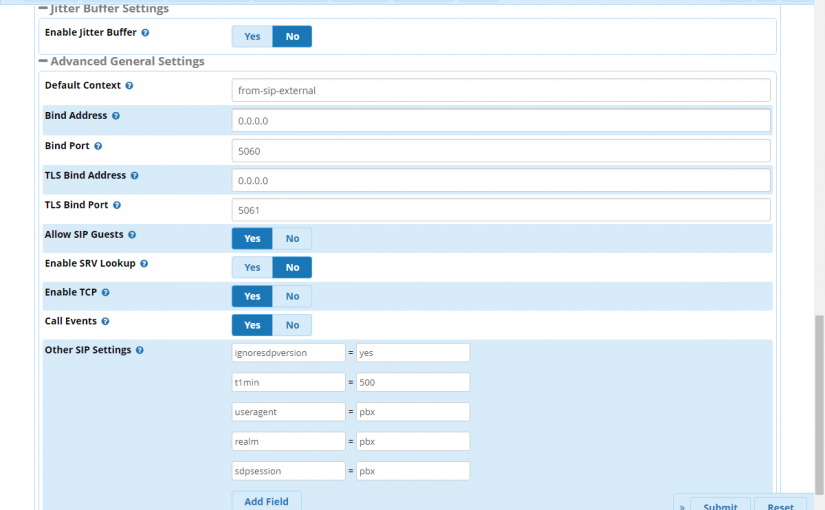 Jitter Buffer Settings
Enable Jitter Buffer ? Yes No
Advanced General Settings
Default Context ? from-sip-external
Bind Address ? 0.0.0.0
Bind Port ? 5060
TLS Bind Address ? 0.0.0.0
TLS Bind Port ? 5061
Allow SIP Guests ? Yes No
Enable SRV Lookup ? Yes No
Enable TCP ? Yes No
Call Events ? Yes No
Other SIP Settings ? ignoresdpversion = yes
t1min = 500
useragent = pbx
realm = pbx
sdpsession = pbx
Add Field
» Submit Reset